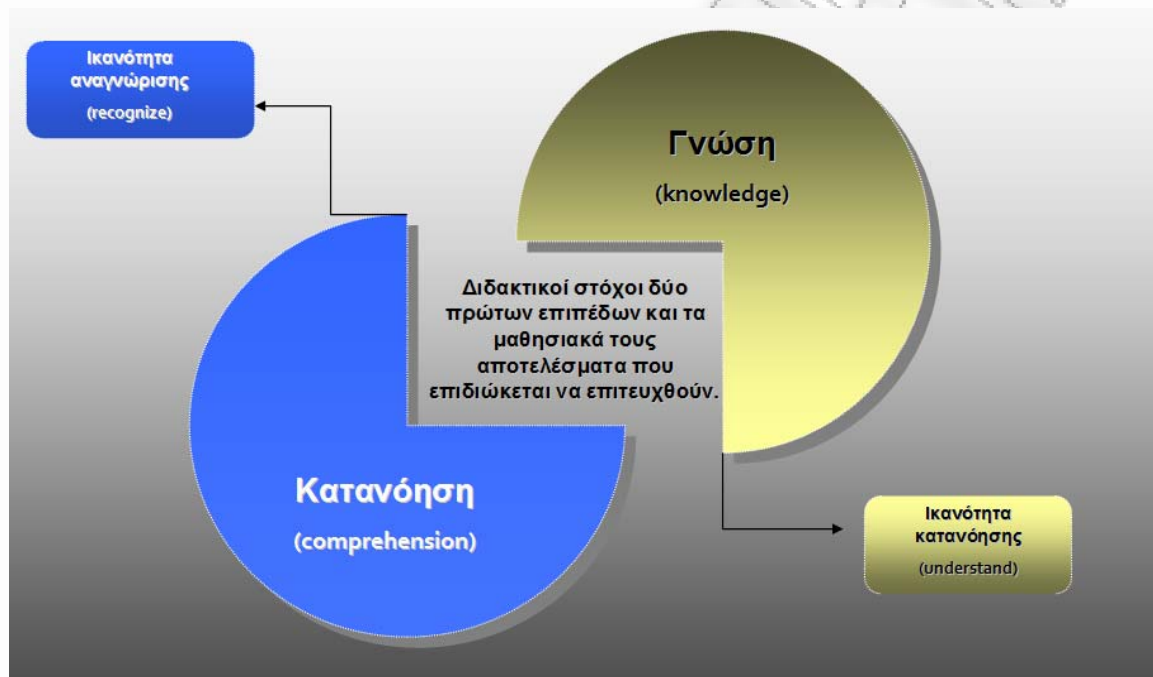 Ικανότητα
αναγνώρισης
(recognize)
Γνώση
(knowledge)
Διδακτικοί στόχοι δύο
πρώτων επιπέδων και τα
μαθησιακά τους
αποτελέσματα που
επιδιώκεται να επιτευχθούν.
Κατανόηση
(comprehension)
Ικανότητα
κατανόησης
(understand)